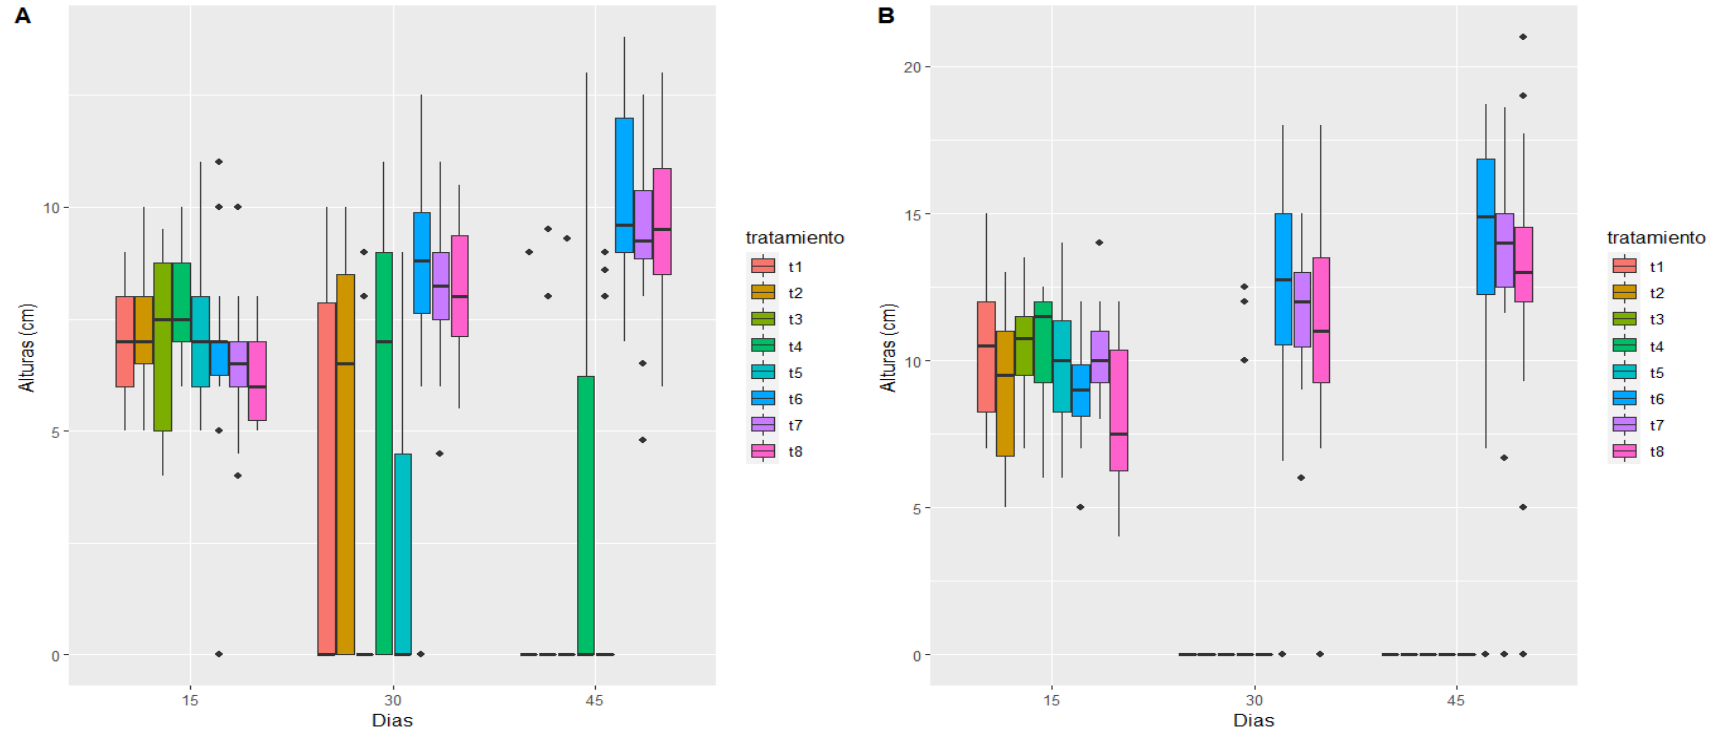 A
Alturas (cm)
10
5
0
15
30
45
Dias
tratamiento
t1
t2
t3
t4
t5
t6
t7
t8
B
Alturas (cm)
20
15
10
5
0
15
30
45
Dias
tratamiento
t1
t2
t3
t4
t5
t6
t7
t8